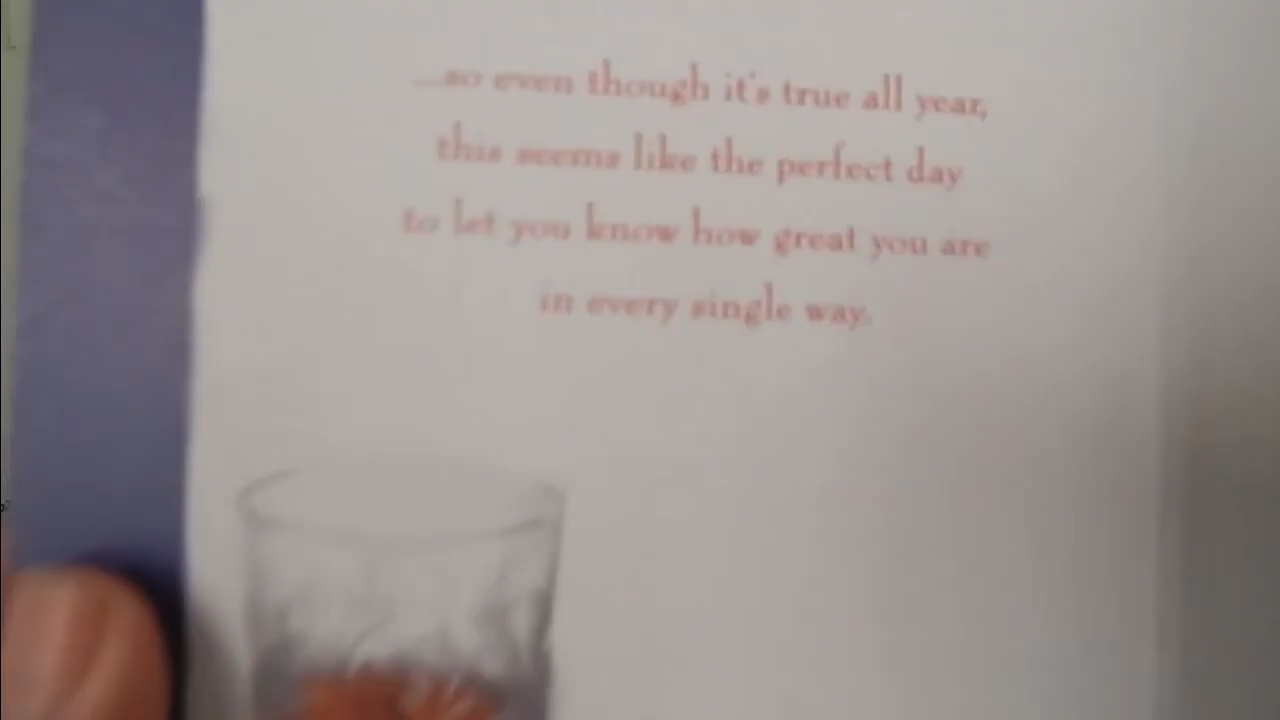 ...so even though it's true all year,
this seems like the perfect day
to let you know how great you are
in every single way.